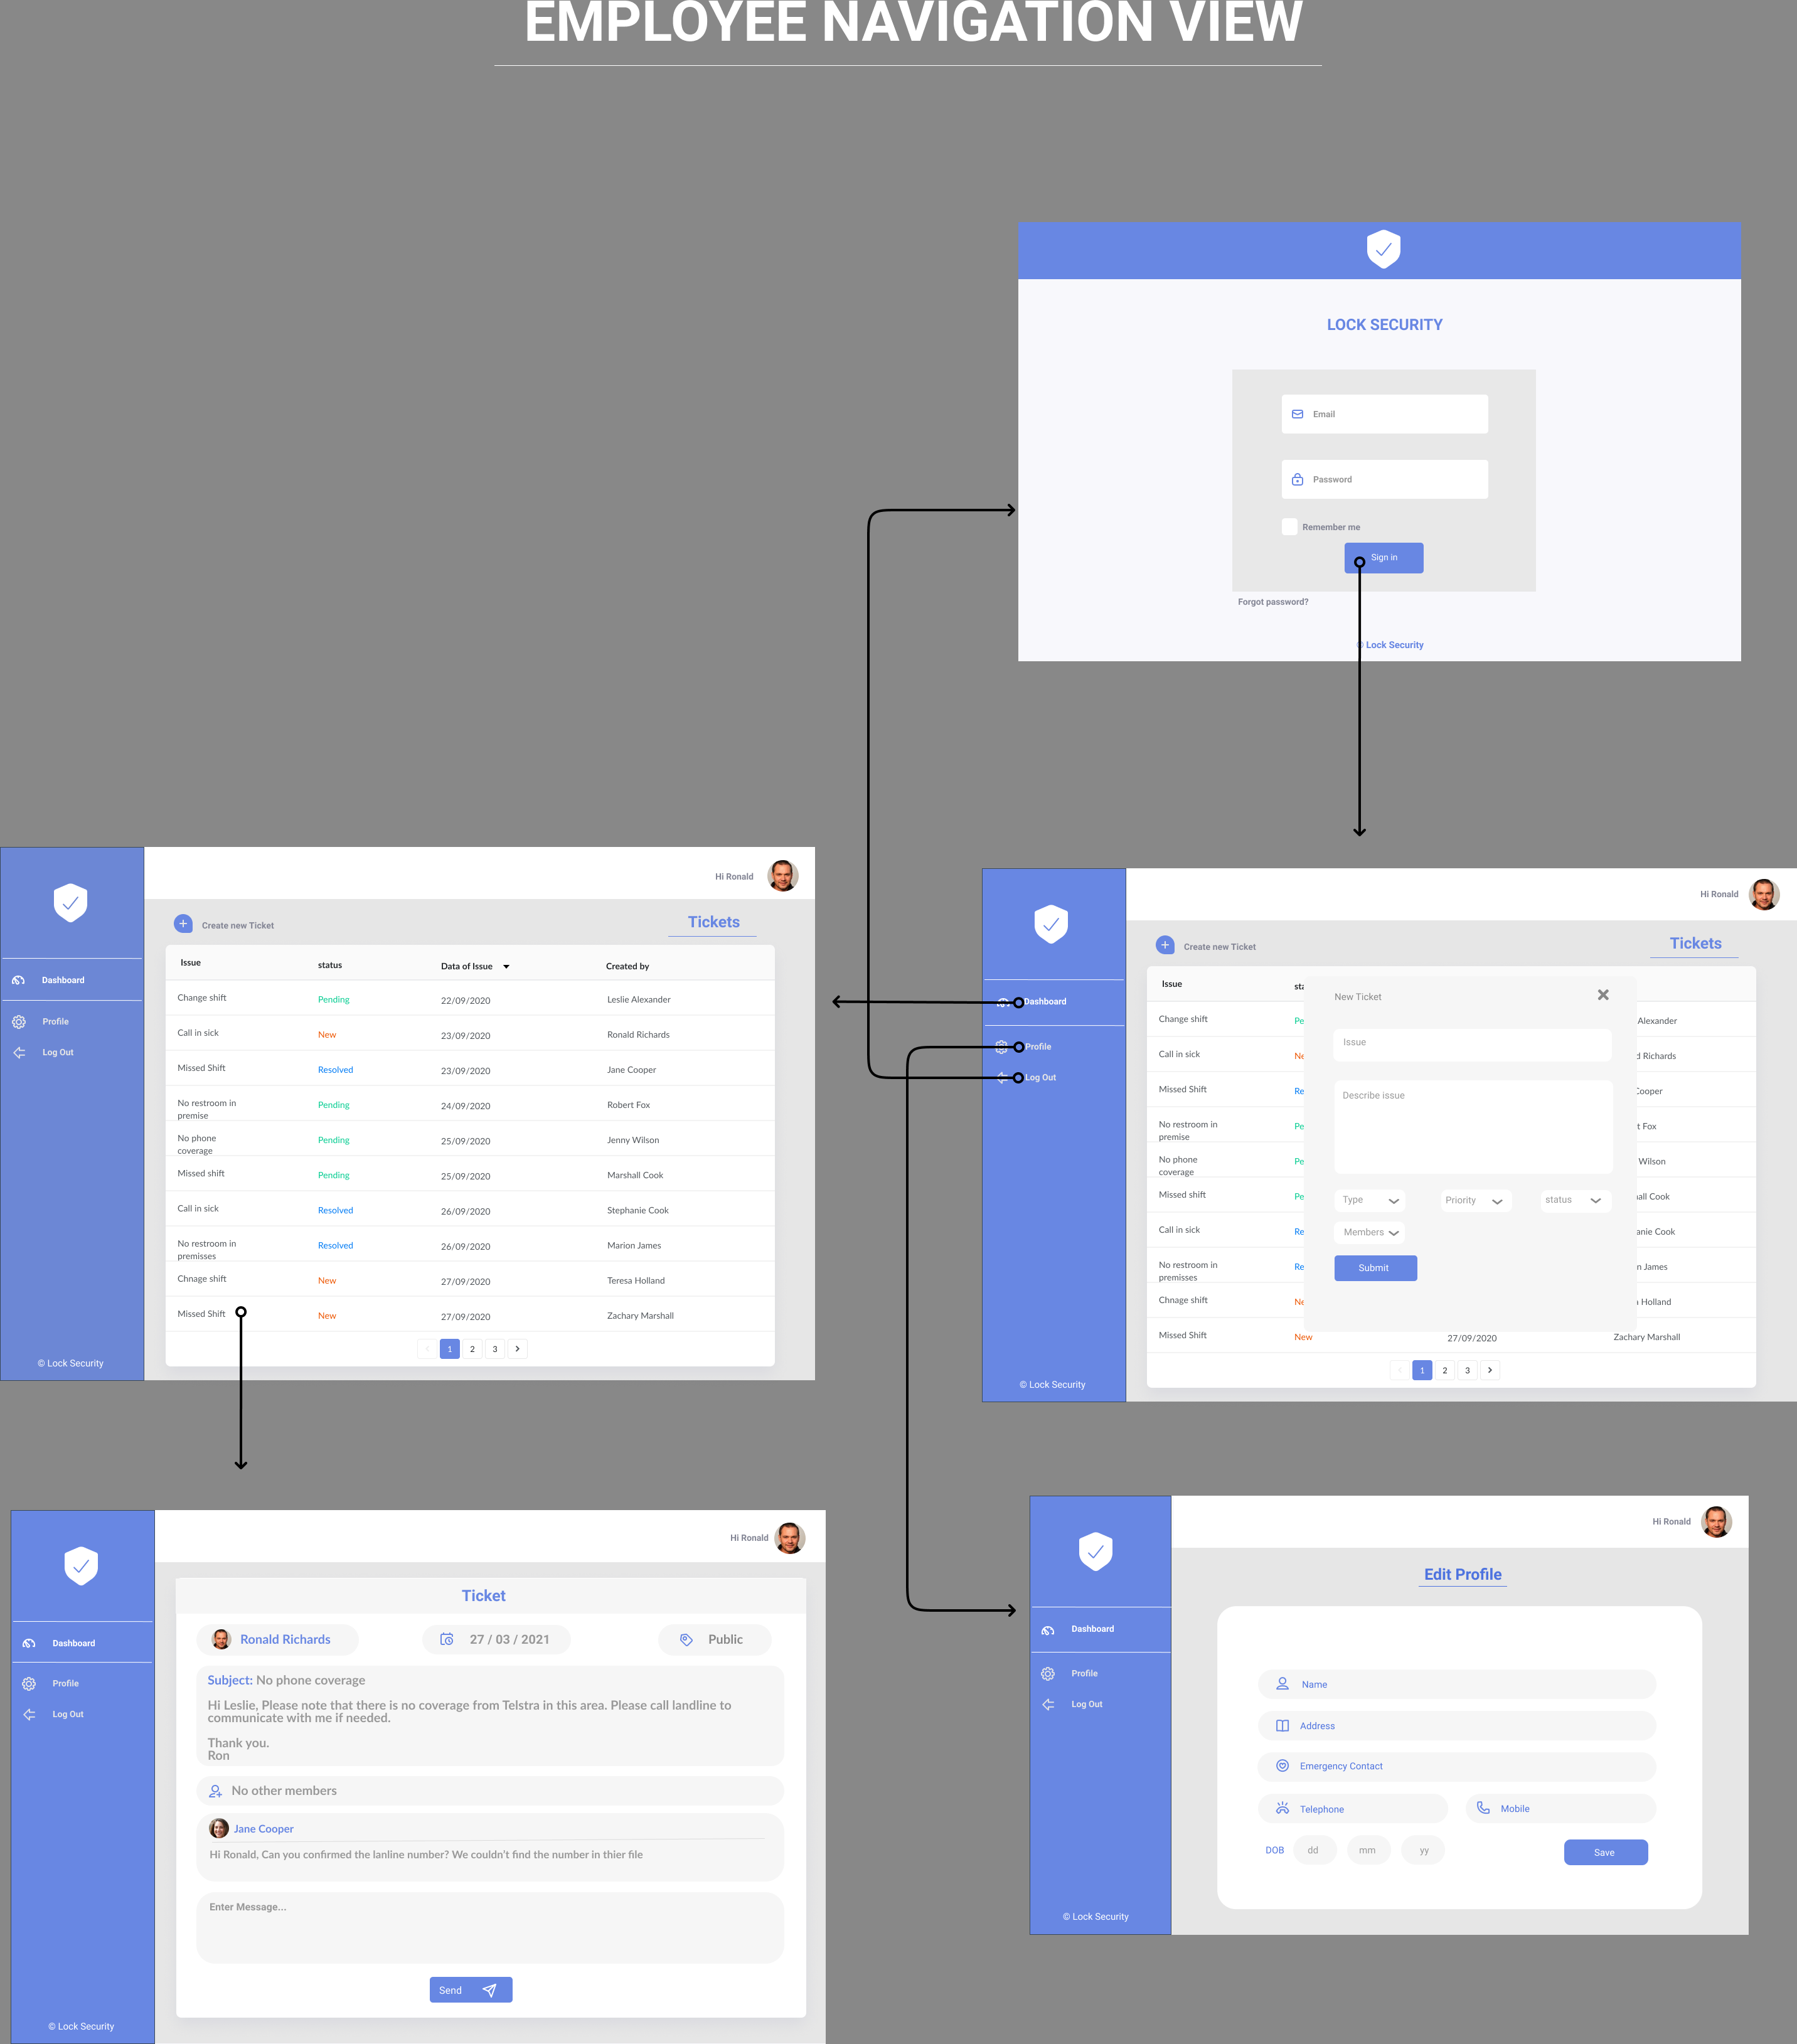 EMPLOYEE NAVIGATION VIEW
LOCK SECURITY
Email
Password
Remember me
Sign in
Forgot password?
© Lock Security
Hi Ronald
Create new Ticket
Tickets
Dashboard
Profile
Log Out
Issue status Data of Issue Created by
Change shift Pending 22/09/2020 Leslie Alexander
Call in sick New 23/09/2020 Ronald Richards
Missed Shift Resolved 23/09/2020 Jane Cooper
No restroom in
premise Pending 24/09/2020 Robert Fox
No phone
coverage Pending 25/09/2020 Jenny Wilson
Missed shift Pending 25/09/2020 Marshall Cook
Call in sick Resolved 26/09/2020 Stephanie Cook
No restroom in
premisses Resolved 26/09/2020 Marion James
Chnage shift New 27/09/2020 Teresa Holland
Missed Shift New 27/09/2020 Zachary Marshall
1 2 3
© Lock Security
Hi Ronald
Create new Ticket
Tickets
Dashboard
Profile
Log Out
Issue sta
Change shift Pe Alexander
Call in sick Ne d Richards
Missed Shift Re Cooper
No restroom in
premise Pe t Fox
No phone
coverage Pe Wilson
Missed shift Pe all Cook
Call in sick Re anie Cook
No restroom in
premisses Re n James
Chnage shift Ne Holland
Missed Shift New 27/09/2020 Zachary Marshall
New Ticket
Issue
Describe issue
Type Priority status
Members
Submit
1 2 3
© Lock Security
Hi Ronald
Dashboard
Profile
Log Out
Ticket
Ronald Richards 27 / 03 / 2021 Public
Subject: No phone coverage
Hi Leslie, Please note that there is no coverage from Telstra in this area. Please call landline to
communicate with me if needed.
Thank you.
Ron
No other members
Jane Cooper
Hi Ronald, Can you confirmed the lanline number? We couldn't find the number in thier file
Enter Message...
Send
© Lock Security
Hi Ronald
Edit Profile
Dashboard
Profile
Log Out
Name
Address
Emergency Contact
Telephone Mobile
DOB dd mm yy
Save
© Lock Security